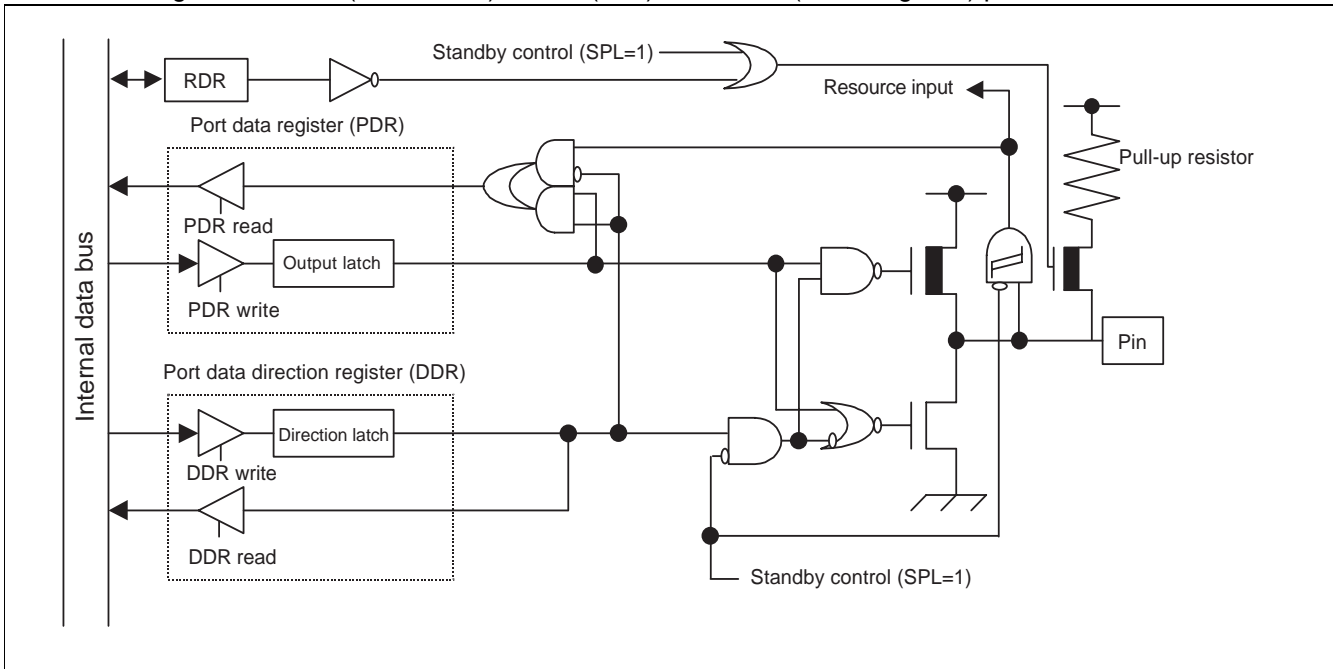 Standby control (SPL=1)
RDR
Resource input
Port data register (PDR)
Pull-up resistor
PDR read
Output latch
PDR write
Internal data bus
Pin
Port data direction register (DDR)
Direction latch
DDR write
DDR read
Standby control (SPL=1)